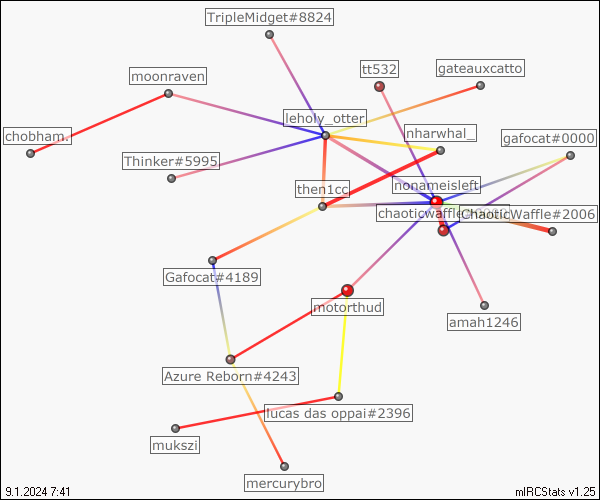 TripleMidget#8824
tt532
gateauxcatto
moonraven
leholy_otter
nharwhal_
chobham.
gafocat#0000
Thinker#5995
then1cc
nonameisleft
chaoticwaffle
ChaoticWaffle#2006
Gafocat#4189
motorthud
amah1246
Azure Reborn#4243
lucas das oppai#2396
mukszi
mercurybro
9.1.2024 7:41
mIRCStats v1.25